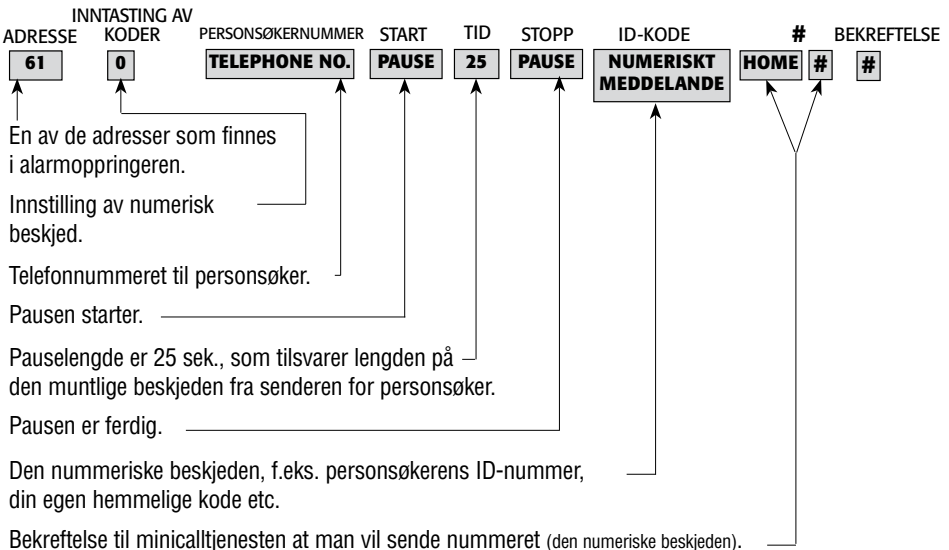 INNTASTING AV
ADRESSE KODER PERSONSØKERNUMMER START TID STOPP ID-KODE # BEKREFTELSE
61 0 TELEPHONE NO. PAUSE 25 PAUSE NUMERISKT HOME # #
MEDDELANDE
En av de adresser som finnes
i alarmoppringeren.
Innstilling av numerisk
beskjed.
Telefonnummeret til personsøker.
Pausen starter.
Pauselengde er 25 sek., som tilsvarer lengden på
den muntlige beskjeden fra senderen for personsøker.
Pausen er ferdig.
Den nummeriske beskjeden, f.eks. personsøkerens ID-nummer,
din egen hemmelige kode etc.
Bekreftelse til minicalltjenesten at man vil sende nummeret (den numeriske beskjeden).